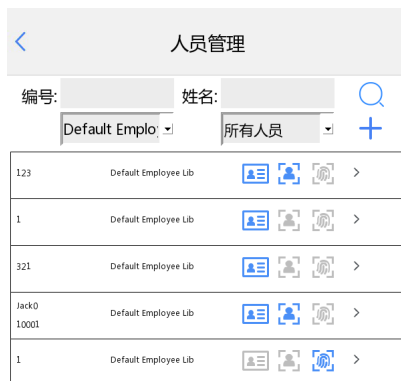 人员管理
编号: 姓名:
Default Emplo 所有人员
123 Default Employee Lib
1 Default Employee Lib
321 Default Employee Lib
Jack0
10001 Default Employee Lib
1 Default Employee Lib